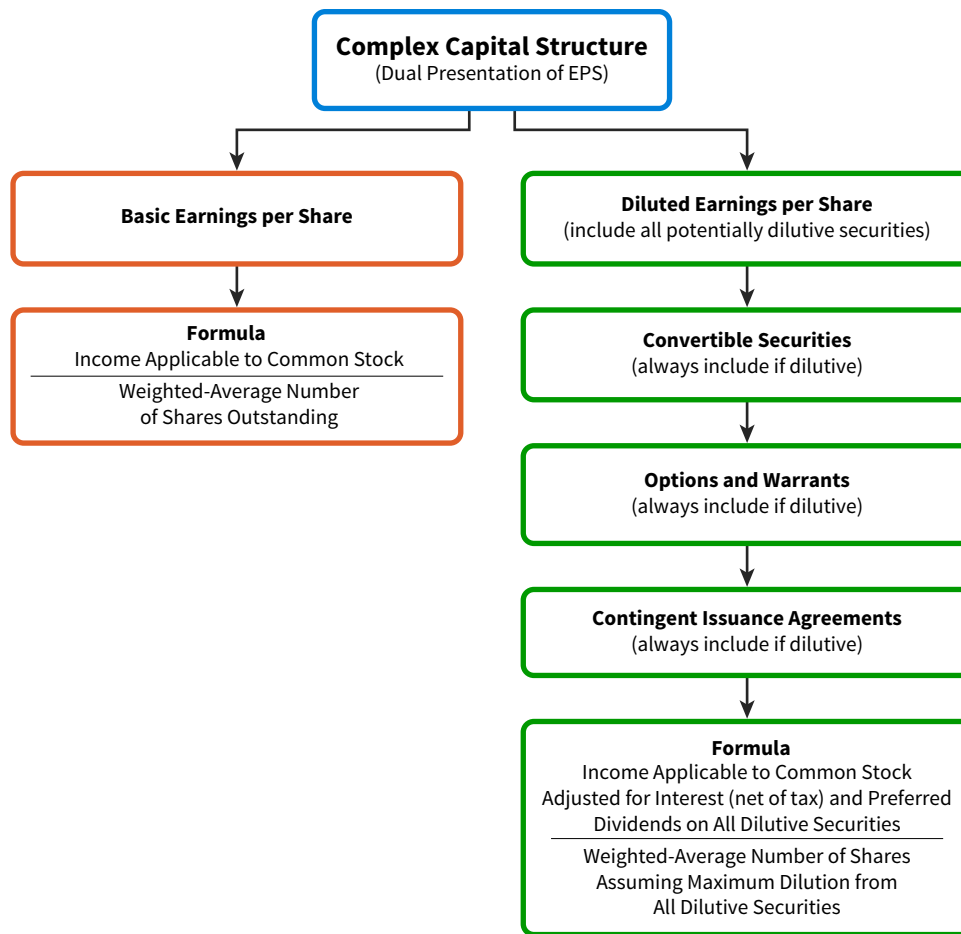 Complex Capital Structure
(Dual Presentation of EPS)
Basic Earnings per Share
Formula
Income Applicable to Common Stock
Weighted-Average Number
of Shares Outstanding
Diluted Earnings per Share
(include all potentially dilutive securities)
Convertible Securities
(always include if dilutive)
Options and Warrants
(always include if dilutive)
Contingent Issuance Agreements
(always include if dilutive)
Formula
Income Applicable to Common Stock
Adjusted for Interest (net of tax) and Preferred
Dividends on All Dilutive Securities
Weighted-Average Number of Shares
Assuming Maximum Dilution from
All Dilutive Securities